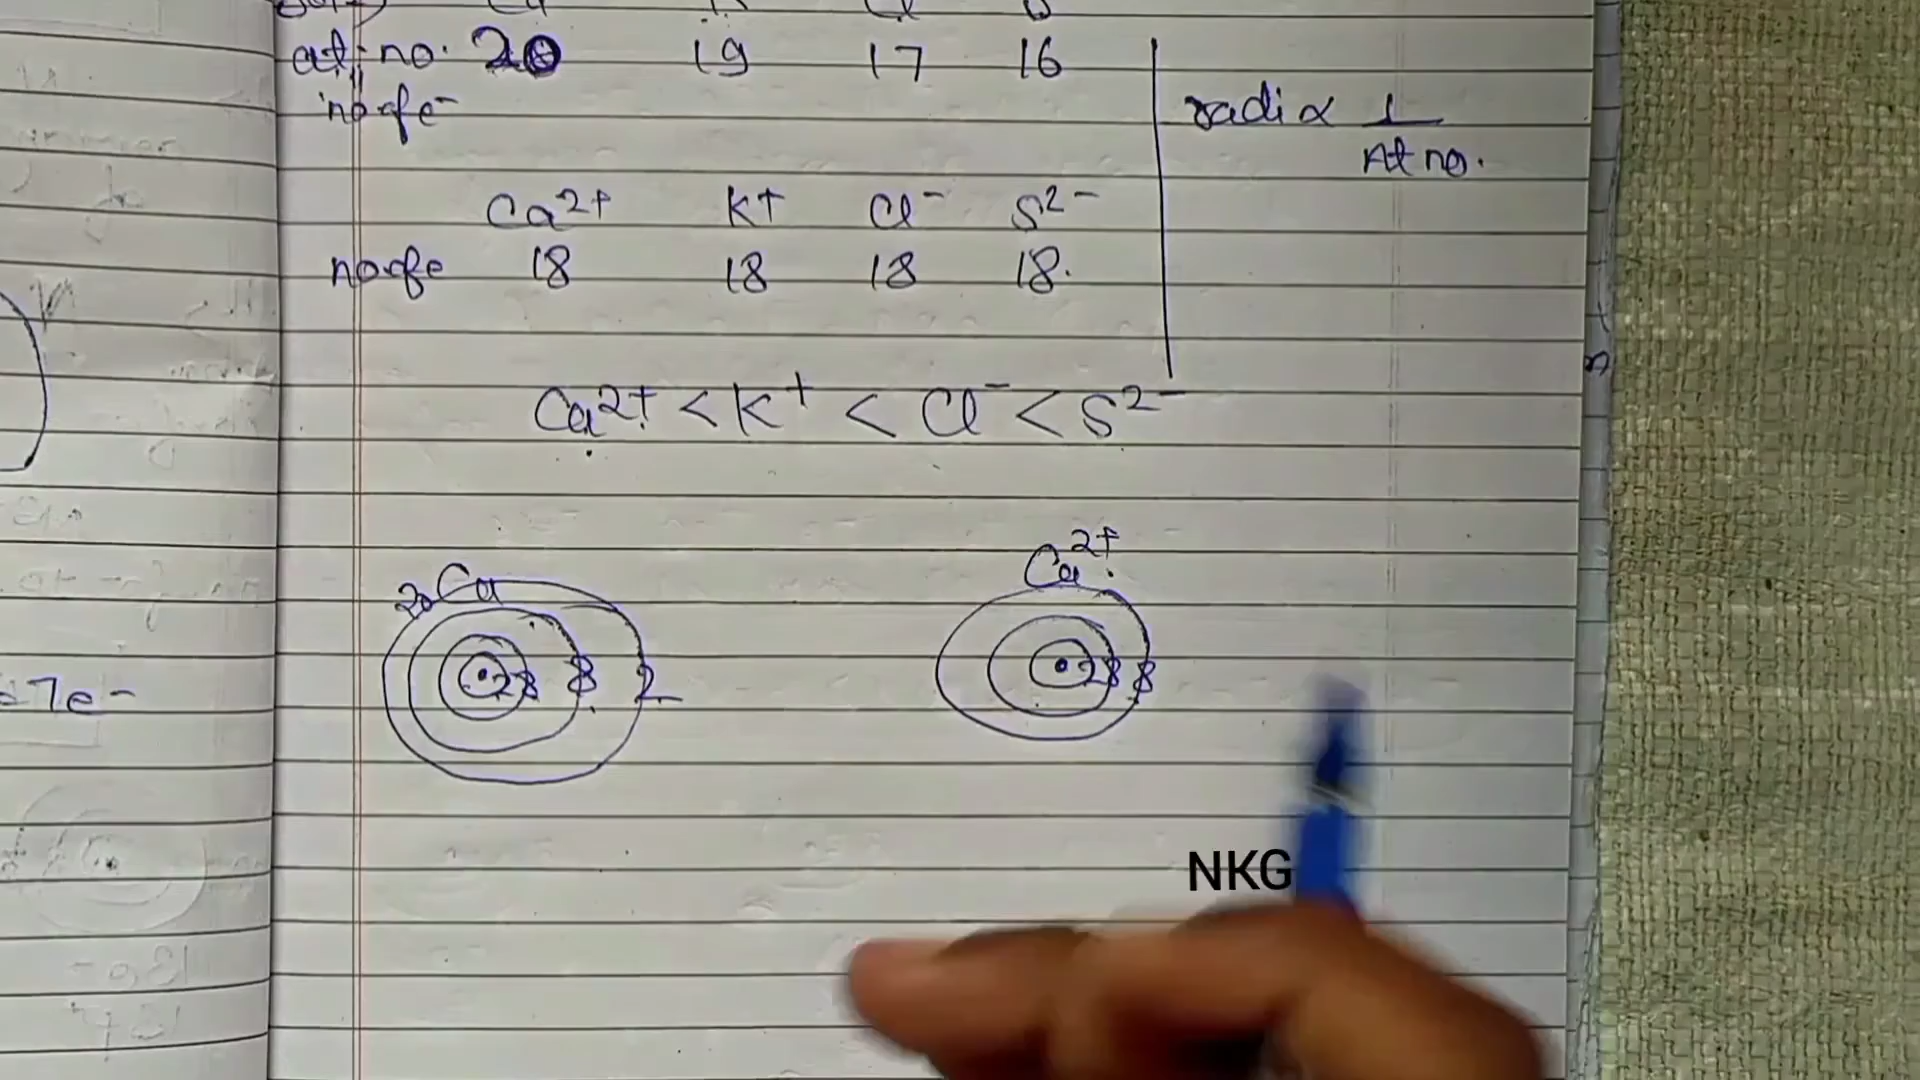 at. no. 20 19 17 16
no of e-
radi ∝ 1
At no.
Ca2+ K+ Cl- S2-
no of e 18 18 18 18.
Ca2+ < K+ < Cl- < S2-
20Ca
Ca2+
2 8 8 2
2 8 8
7e-
NKG